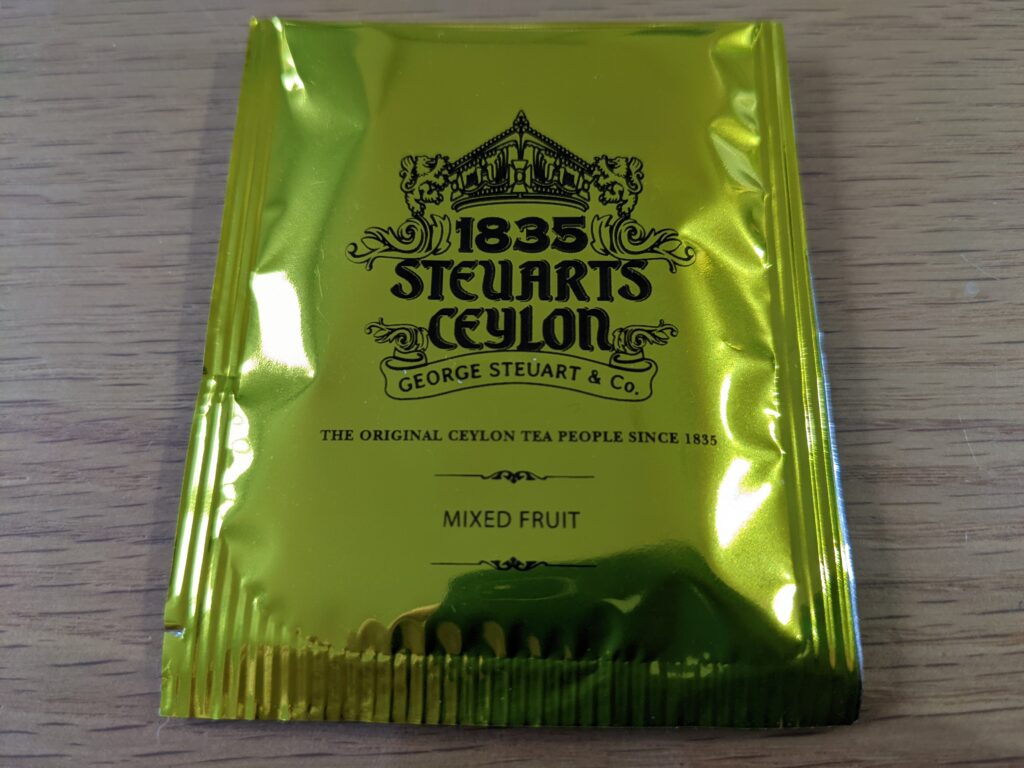 1835
STEUARTS
CEYLON
GEORGE STEUART & Co.
THE ORIGINAL CEYLON TEA PEOPLE SINCE 1835
MIXED FRUIT